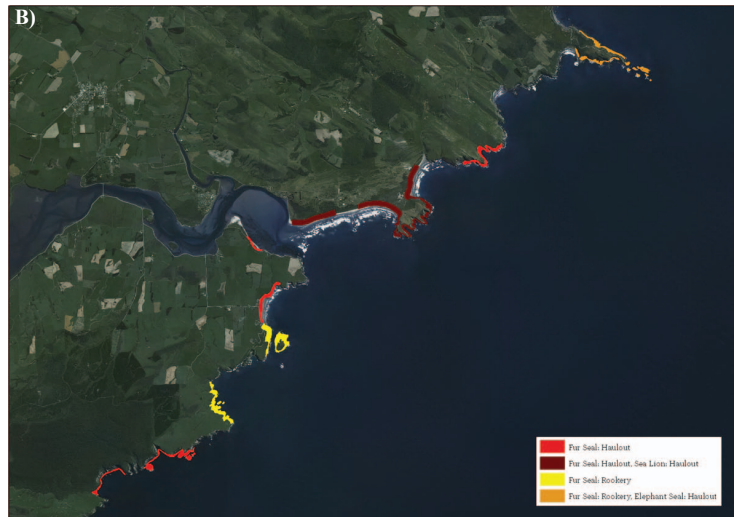 B)
Fur Seal: Haulout
Fur Seal: Haulout, Sea Lion: Haulout
Fur Seal: Rookery
Fur Seal: Rookery, Elephant Seal: Haulout